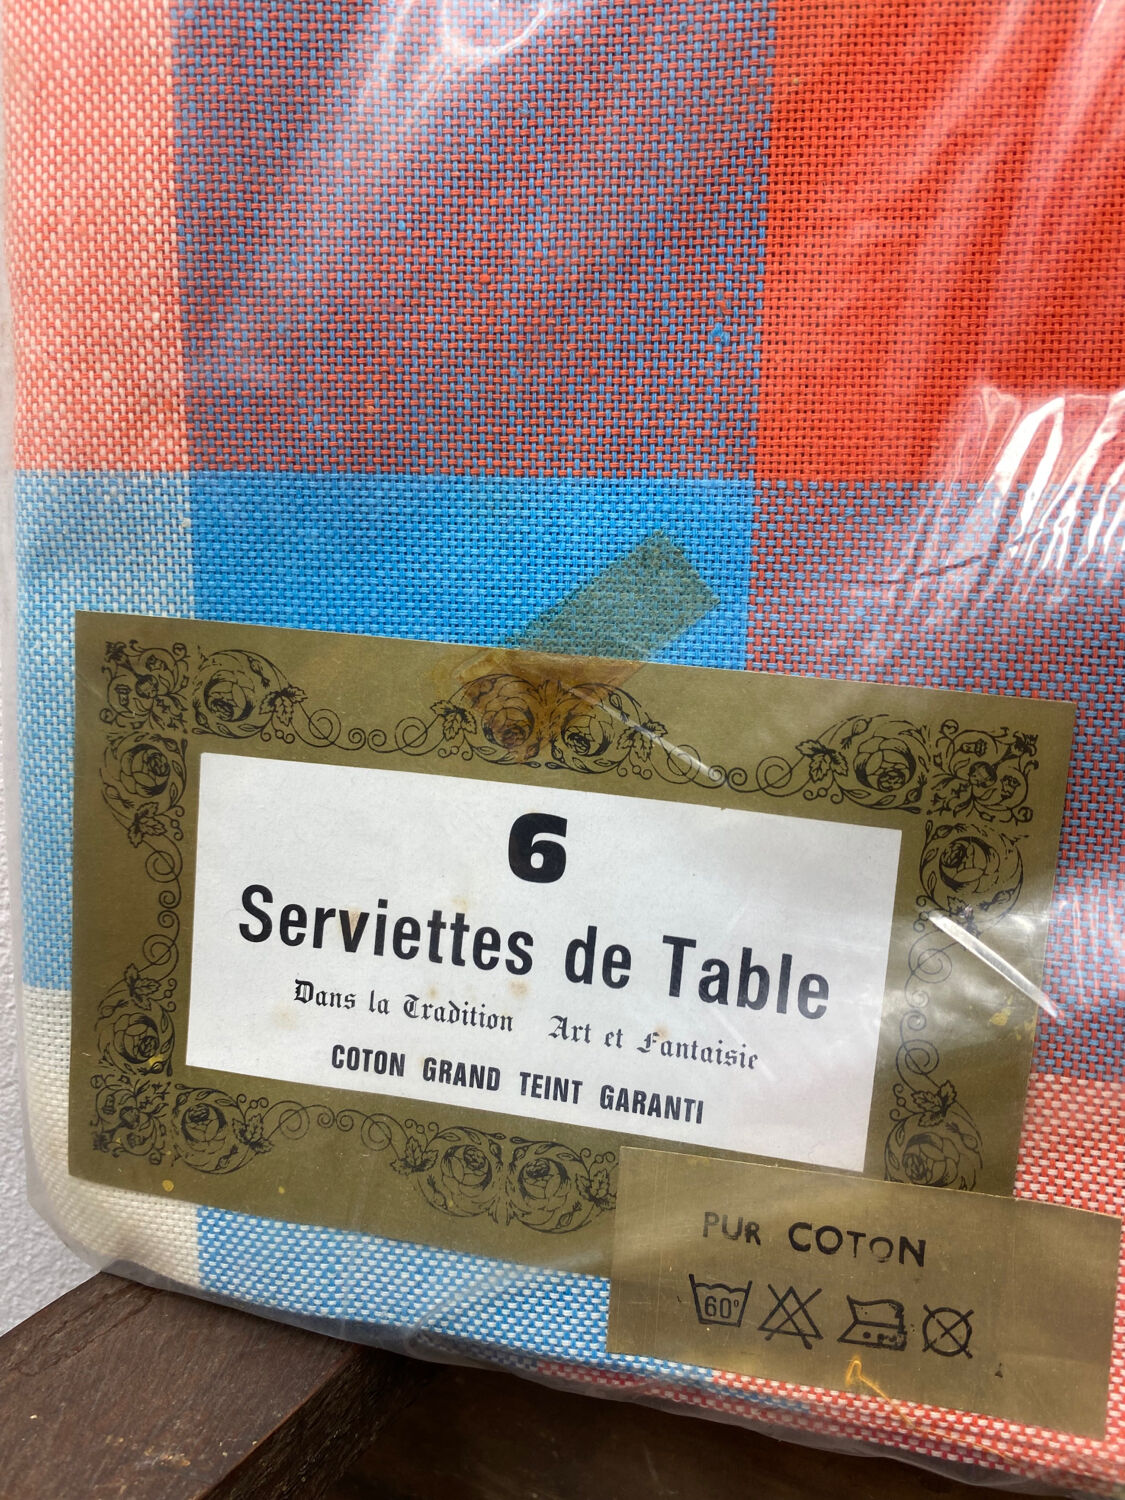 6
Serviettes de Table
Dans la Tradition Art et Fantaisie
COTON GRAND TEINT GARANTI
PUR COTON
60°